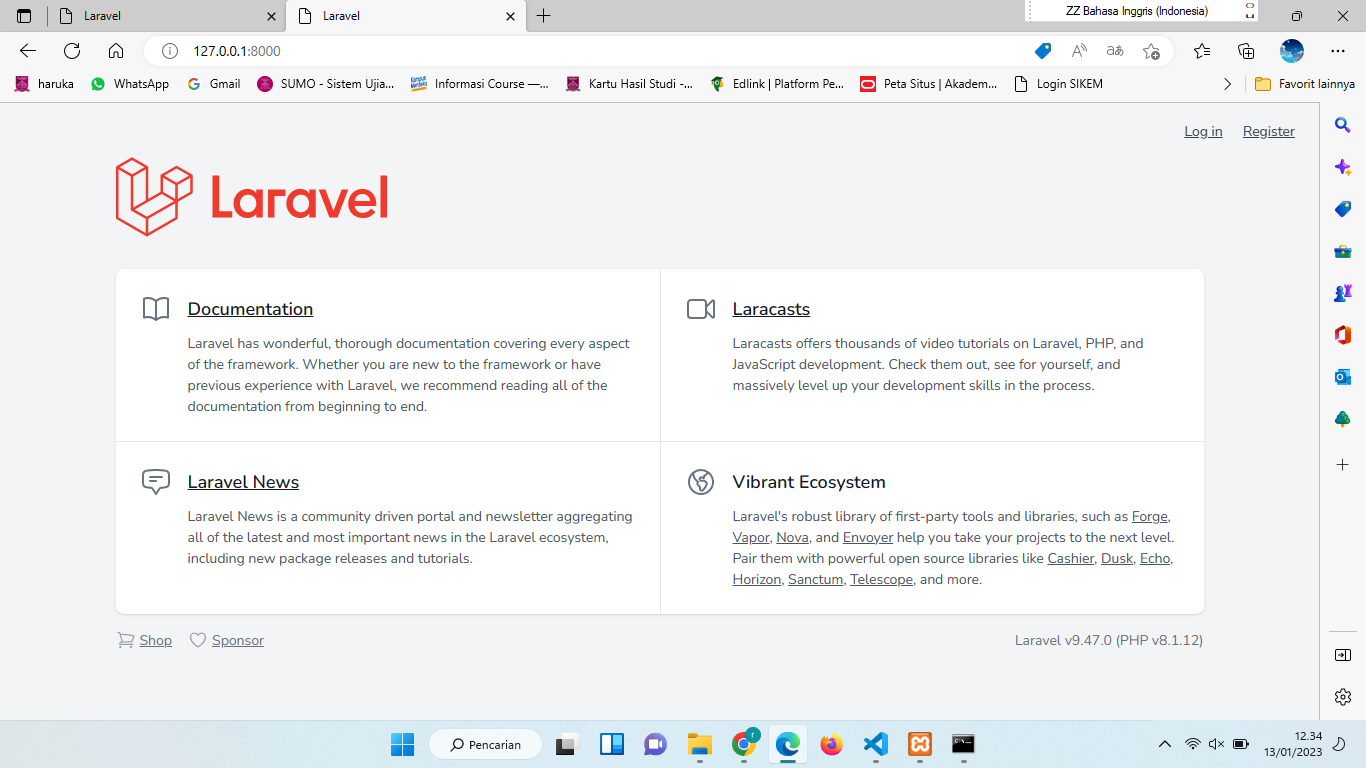 Laravel
Laravel
ZZ Bahasa Inggris (Indonesia)
127.0.0.1:8000
haruka
WhatsApp
Gmail
SUMO - Sistem Ujia...
Informasi Course —...
Kartu Hasil Studi -...
Edlink | Platform Pe...
Peta Situs | Akadem...
Login SIKEM
Favorit lainnya
Log in
Register
Laravel
Documentation
Laravel has wonderful, thorough documentation covering every aspect
of the framework. Whether you are new to the framework or have
previous experience with Laravel, we recommend reading all of the
documentation from beginning to end.
Laracasts
Laracasts offers thousands of video tutorials on Laravel, PHP, and
JavaScript development. Check them out, see for yourself, and
massively level up your development skills in the process.
Laravel News
Laravel News is a community driven portal and newsletter aggregating
all of the latest and most important news in the Laravel ecosystem,
including new package releases and tutorials.
Vibrant Ecosystem
Laravel's robust library of first-party tools and libraries, such as Forge,
Vapor, Nova, and Envoyer help you take your projects to the next level.
Pair them with powerful open source libraries like Cashier, Dusk, Echo,
Horizon, Sanctum, Telescope, and more.
Shop
Sponsor
Laravel v9.47.0 (PHP v8.1.12)
Pencarian
12.34
13/01/2023